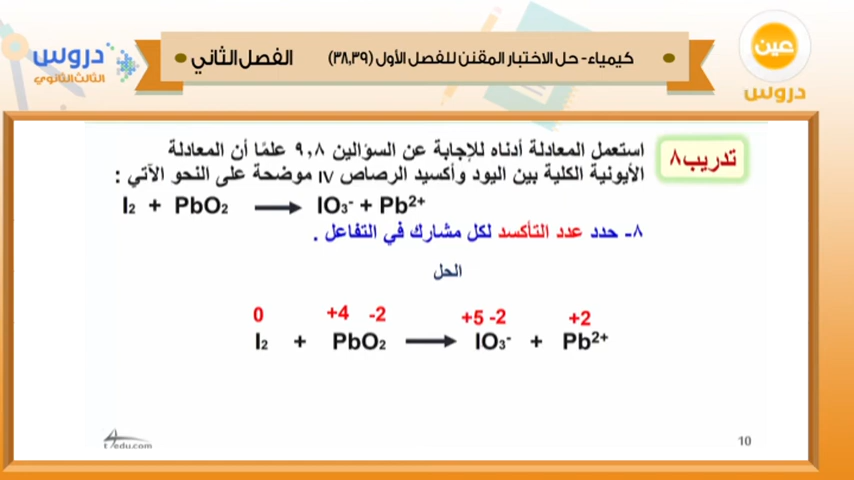 عين
دروس
كيمياء- حل الاختبار المقنن للفصل الأول (٣٨,٣٩) الفصل الثاني
دروس
الثالث الثانوي
تدريب ٨
استعمل المعادلة أدناه للإجابة عن السؤالين ٩,٨ علمًا أن المعادلة
الأيونية الكلية بين اليود وأكسيد الرصاص IV موضحة على النحو الآتي :
I₂ + PbO₂ ⟶ IO₃⁻ + Pb²⁺
٨- حدد عدد التأكسد لكل مشارك في التفاعل .
الحل
0 +4 -2 +5 -2 +2
I₂ + PbO₂ ⟶ IO₃⁻ + Pb²⁺
t4edu.com
10